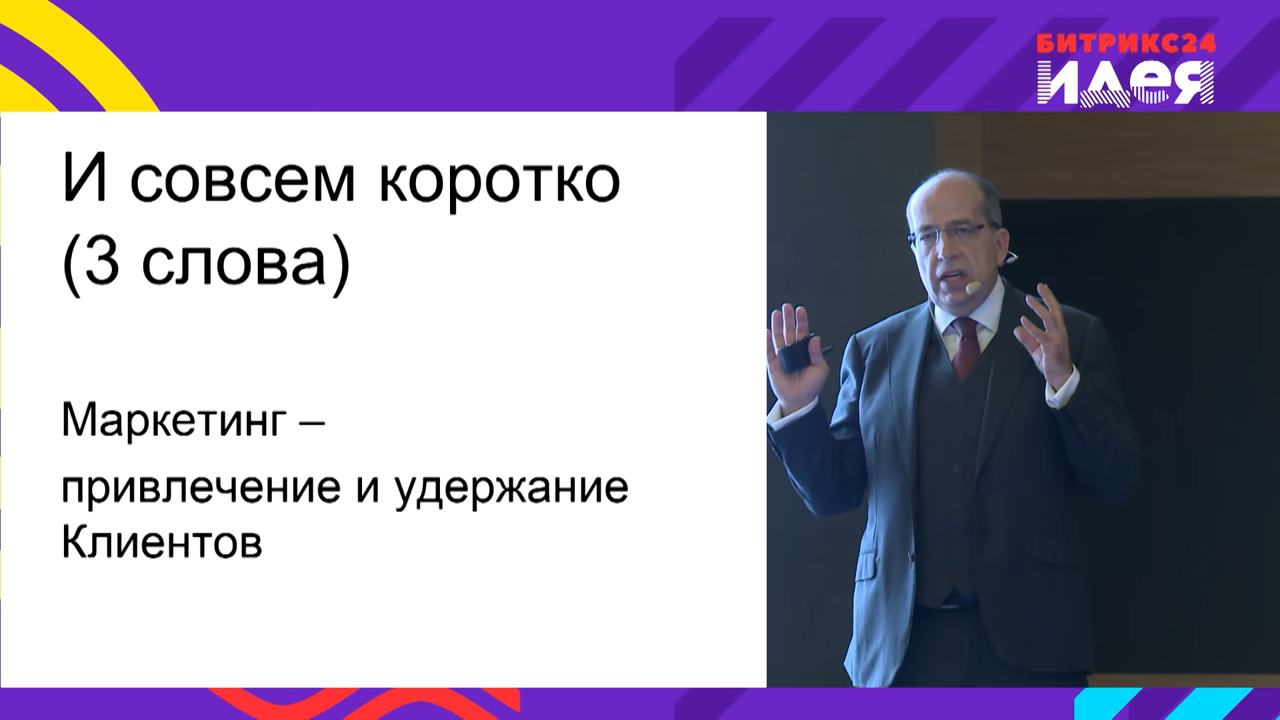 БИТРИКС24
идея
И совсем коротко
(3 слова)
Маркетинг –
привлечение и удержание
Клиентов